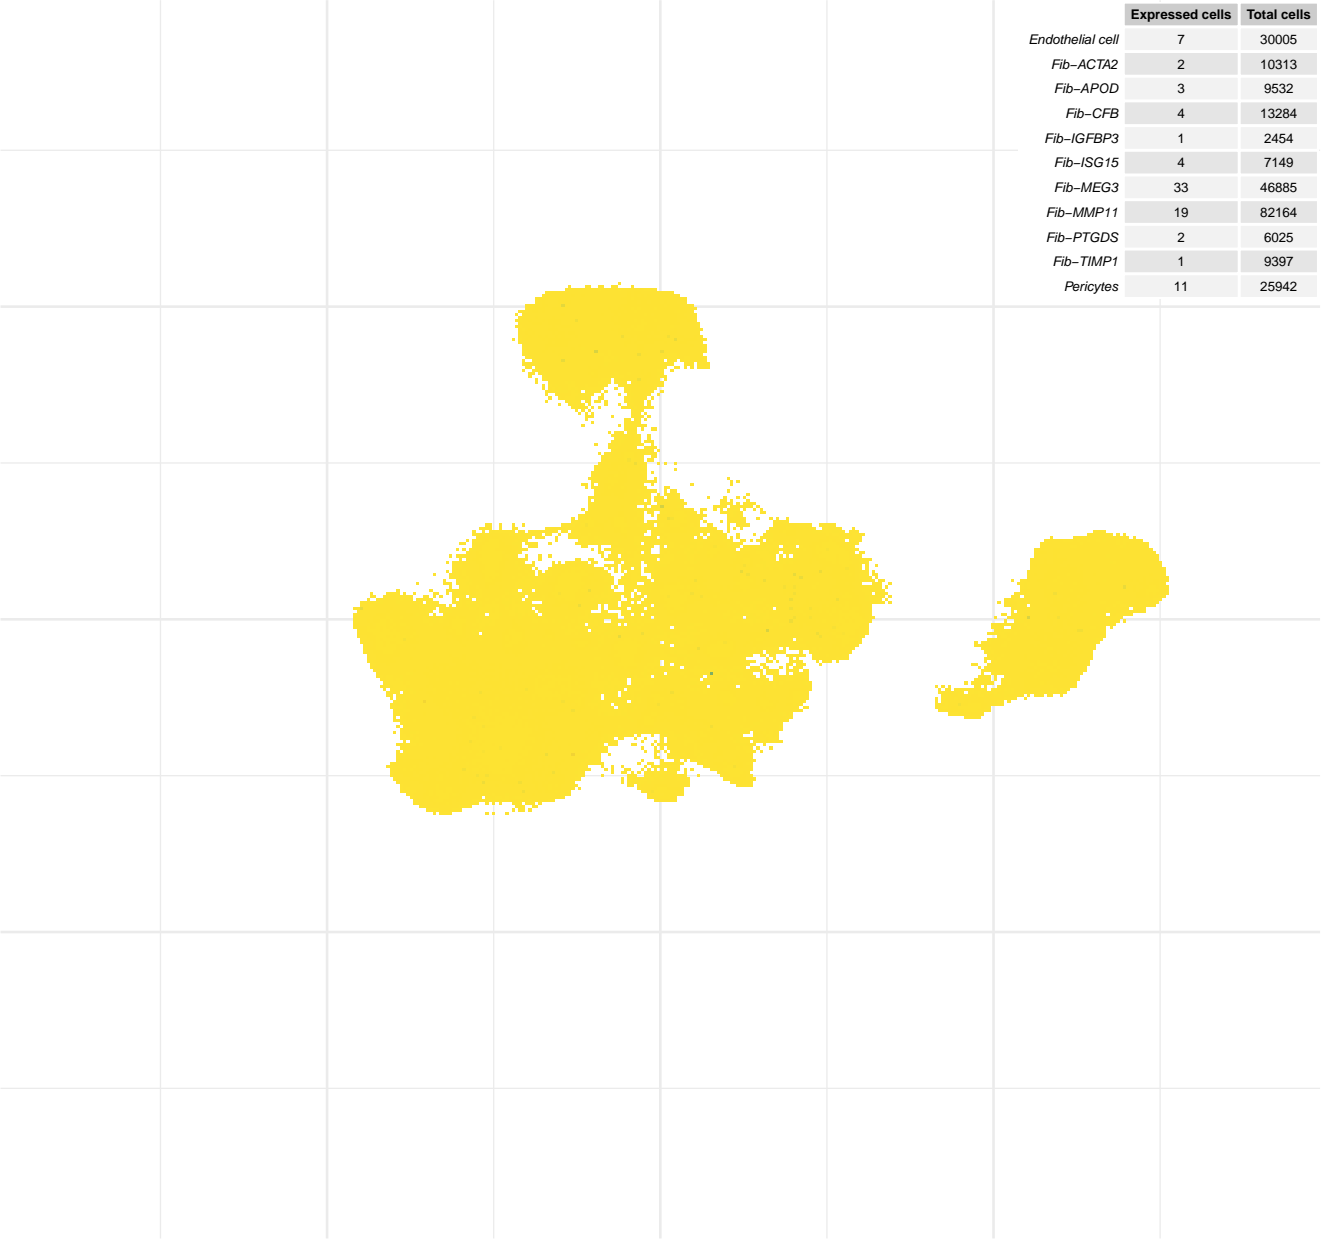 Expressed cells Total cells
Endothelial cell 7 30005
Fib−ACTA2 2 10313
Fib−APOD 3 9532
Fib−CFB 4 13284
Fib−IGFBP3 1 2454
Fib−ISG15 4 7149
Fib−MEG3 33 46885
Fib−MMP11 19 82164
Fib−PTGDS 2 6025
Fib−TIMP1 1 9397
Pericytes 11 25942